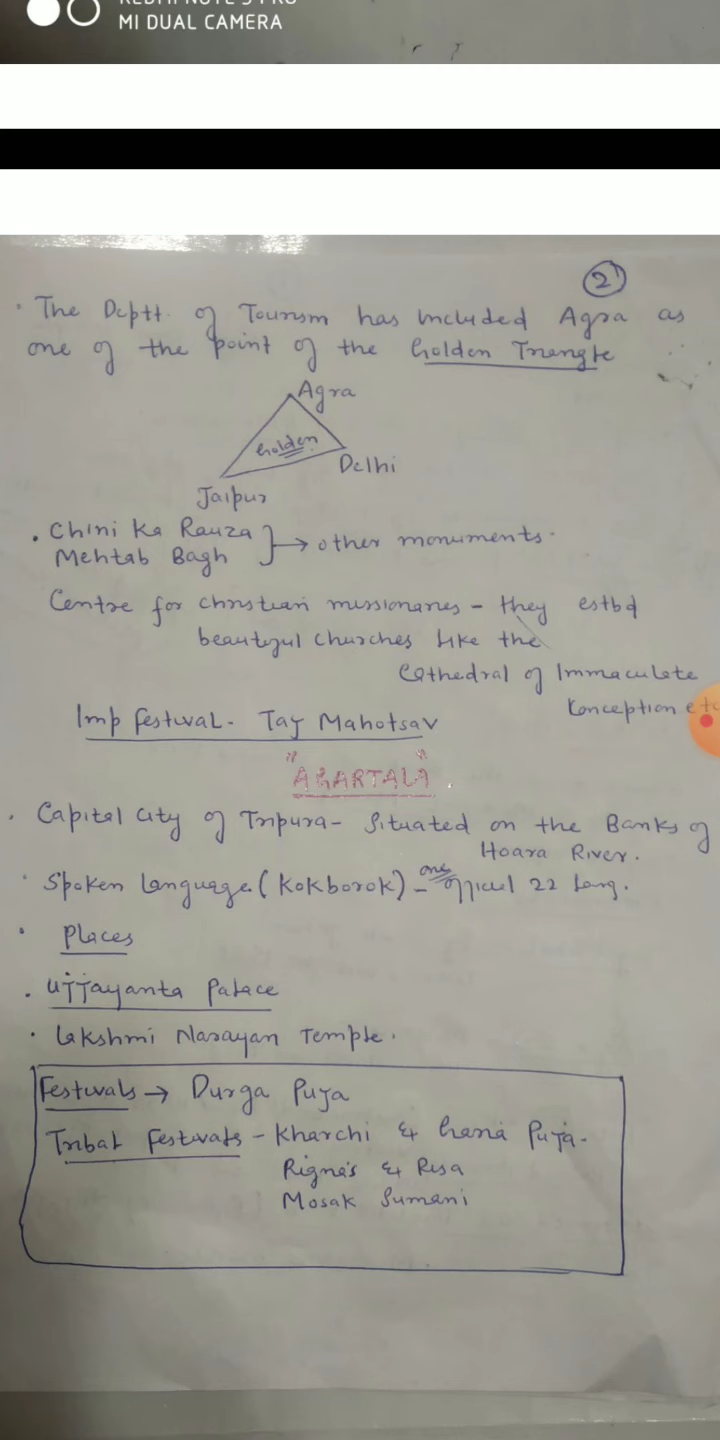 MI DUAL CAMERA
2
• The Deptt. of Tourism has included Agra as
one of the point of the Golden Triangle
Agra
Golden
Delhi
Jaipur
• Chini Ka Rauza
Mehtab Bagh } → other monuments.
Centre for christian missionaries - they estbd
beautiful churches like the
Cathedral of Immaculate
Konception etc
Imp festival - Taj Mahotsav
"AGARTALA".
• Capital city of Tripura - Situated on the Banks of
Hoara River.
• Spoken Language (Kokborok) - one official 22 lang.
• Places
• Ujjayanta Palace
• Lakshmi Narayan Temple.
Festivals → Durga Puja
Tribal festivals - Kharchi & Garia Puja.
Rignai's & Risa
Mosak Sumani